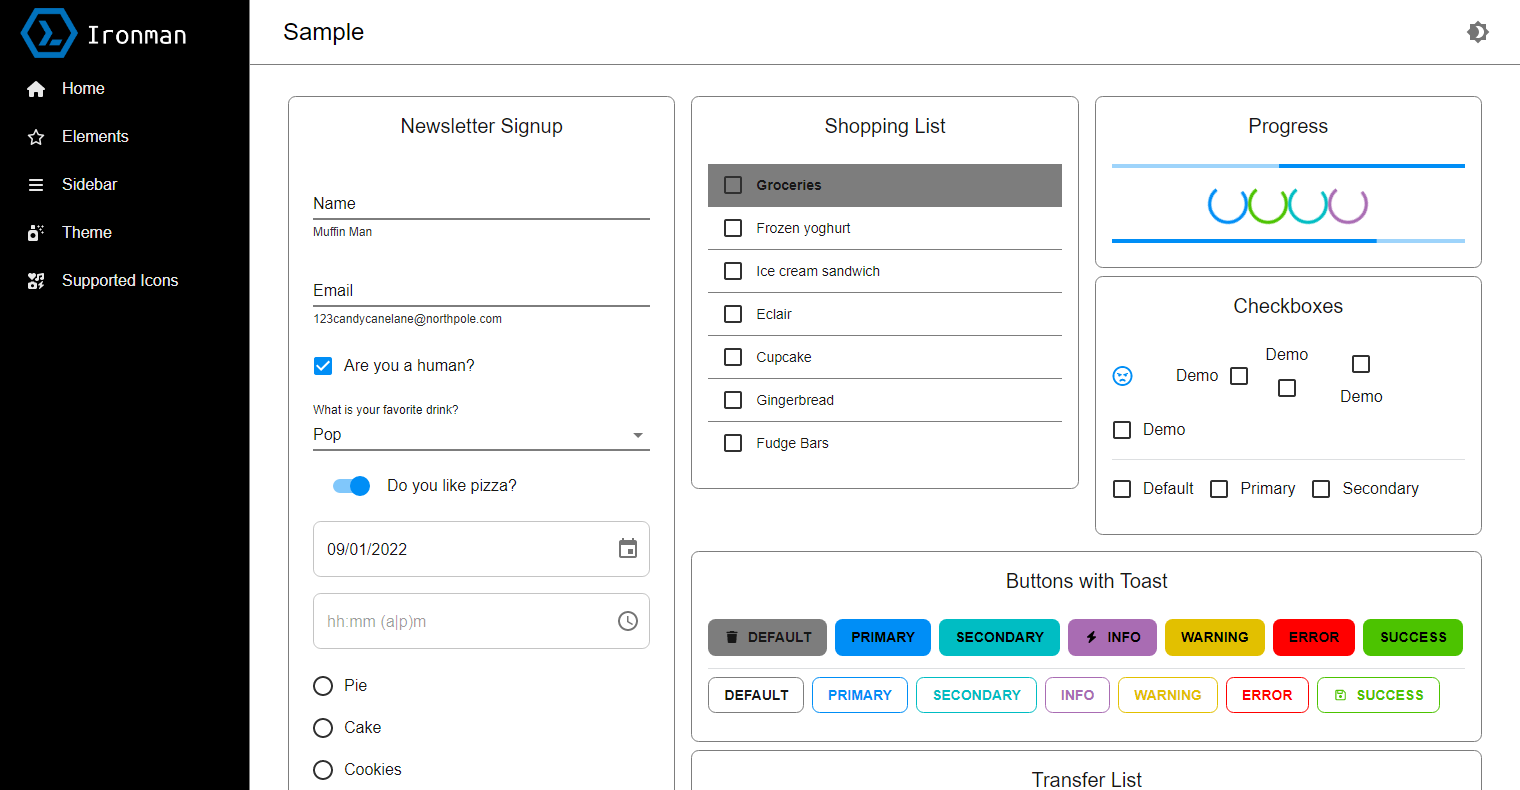 Ironman
Home
Elements
Sidebar
Theme
Supported Icons
Sample
Newsletter Signup
Name
Muffin Man
Email
123candycanelane@northpole.com
Are you a human?
What is your favorite drink?
Pop
Do you like pizza?
09/01/2022
hh:mm (a|p)m
Pie
Cake
Cookies
Shopping List
Groceries
Frozen yoghurt
Ice cream sandwich
Eclair
Cupcake
Gingerbread
Fudge Bars
Progress
Checkboxes
Demo
Demo
Demo
Demo
Default Primary Secondary
Buttons with Toast
DEFAULT PRIMARY SECONDARY INFO WARNING ERROR SUCCESS
DEFAULT PRIMARY SECONDARY INFO WARNING ERROR SUCCESS
Transfer List